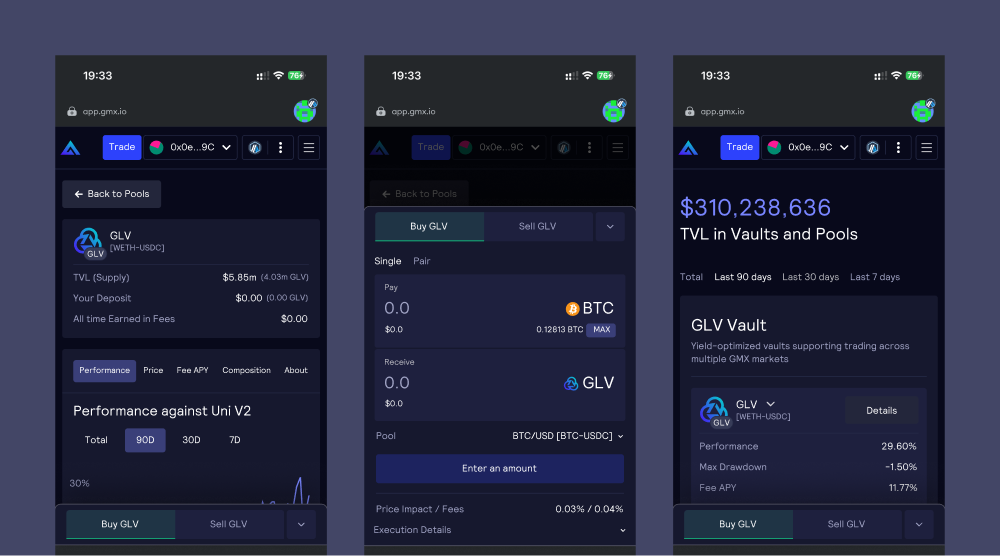 19:33
76
app.gmx.io
Trade
0x0e...9C
← Back to Pools
GLV
[WETH-USDC]
GLV
TVL (Supply) $5.85m (4.03m GLV)
Your Deposit $0.00 (0.00 GLV)
All time Earned in Fees $0.00
Performance Price Fee APY Composition About
Performance against Uni V2
Total 90D 30D 7D
30%
Buy GLV Sell GLV
19:33
76
app.gmx.io
Trade
0x0e...9C
← Back to Pools
Buy GLV Sell GLV
Single Pair
Pay
0.0 BTC
$0.0 0.12813 BTC MAX
Receive
0.0 GLV
$0.0
Pool BTC/USD [BTC-USDC]
Enter an amount
Price Impact / Fees 0.03% / 0.04%
Execution Details
19:33
76
app.gmx.io
Trade
0x0e...9C
$310,238,636
TVL in Vaults and Pools
Total Last 90 days Last 30 days Last 7 days
GLV Vault
Yield-optimized vaults supporting trading across
multiple GMX markets
GLV
[WETH-USDC]
GLV
Details
Performance 29.60%
Max Drawdown -1.50%
Fee APY 11.77%
Buy GLV Sell GLV